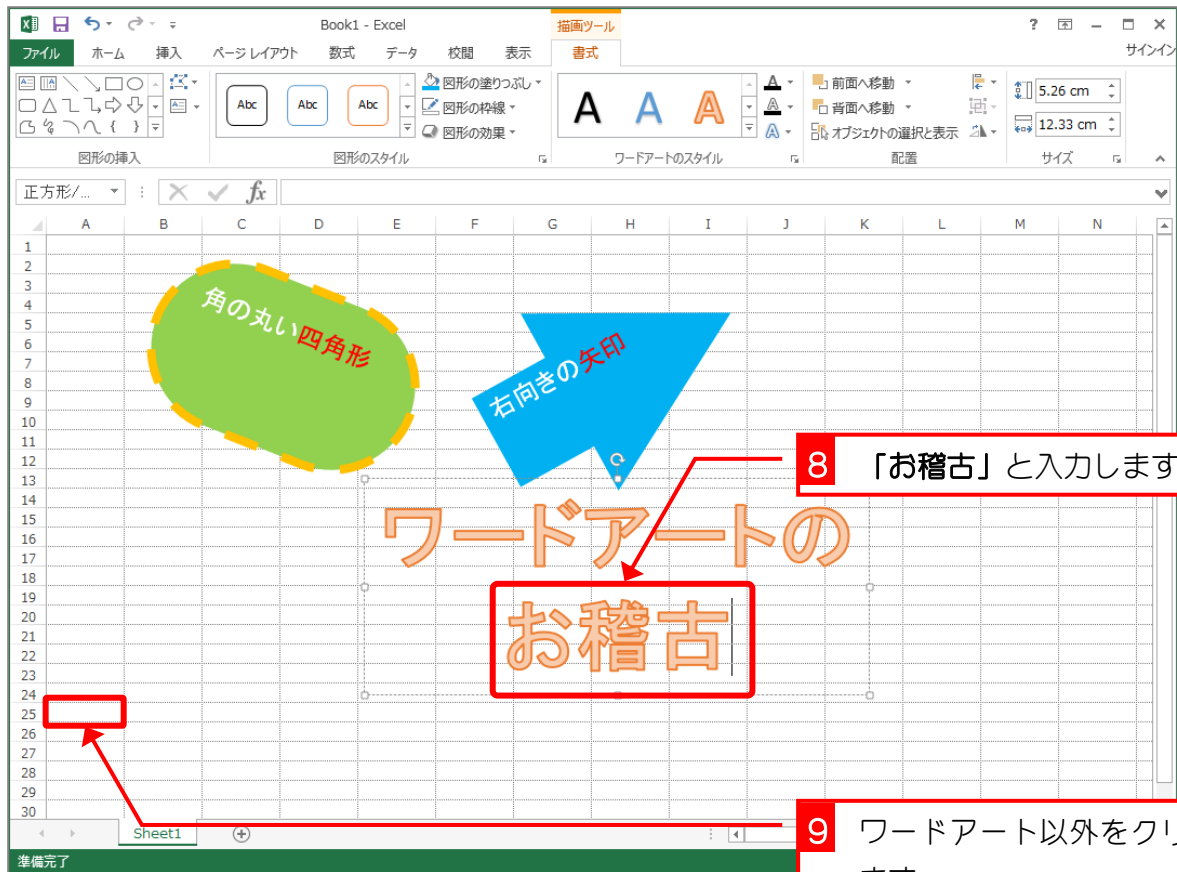 Book1 - Excel
描画ツール
?
ファイル ホーム 挿入 ページ レイアウト 数式 データ 校閲 表示 書式 サインイン
Abc Abc Abc
図形の塗りつぶし
図形の枠線
図形の効果
A A A
A
A
A
前面へ移動
背面へ移動
オブジェクトの選択と表示
5.26 cm
12.33 cm
図形の挿入 図形のスタイル ワードアートのスタイル 配置 サイズ
正方形/... fx
A B C D E F G H I J K L M N
1
2
3
4
5
6
7
8
9
10
11
12
13
14
15
16
17
18
19
20
21
22
23
24
25
26
27
28
29
30
角の丸い四角形
右向きの矢印
8 「お稽古」と入力します
ワードアートの
お稽古
9 ワードアート以外をクリ
Sheet1
準備完了